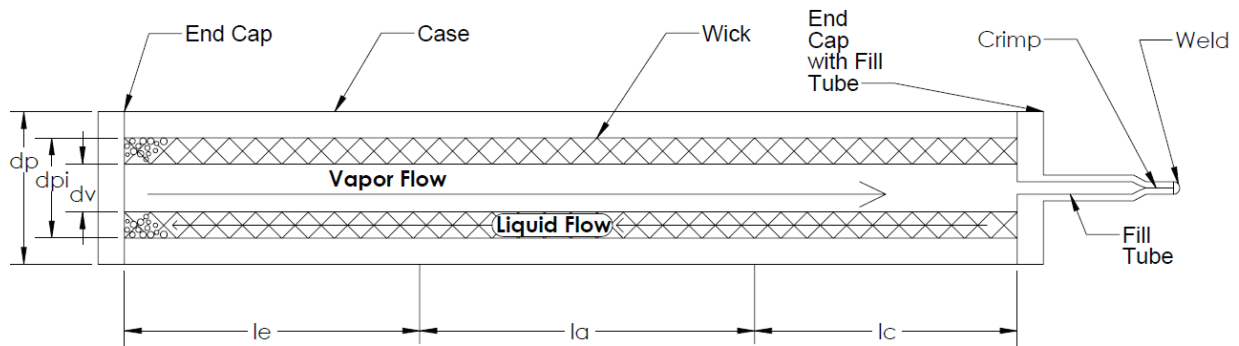 End Cap
Case
Wick
End
Cap
with Fill
Tube
Crimp
Weld
dp
dpi
dv
Vapor Flow
Liquid Flow
Fill
Tube
le
la
lc